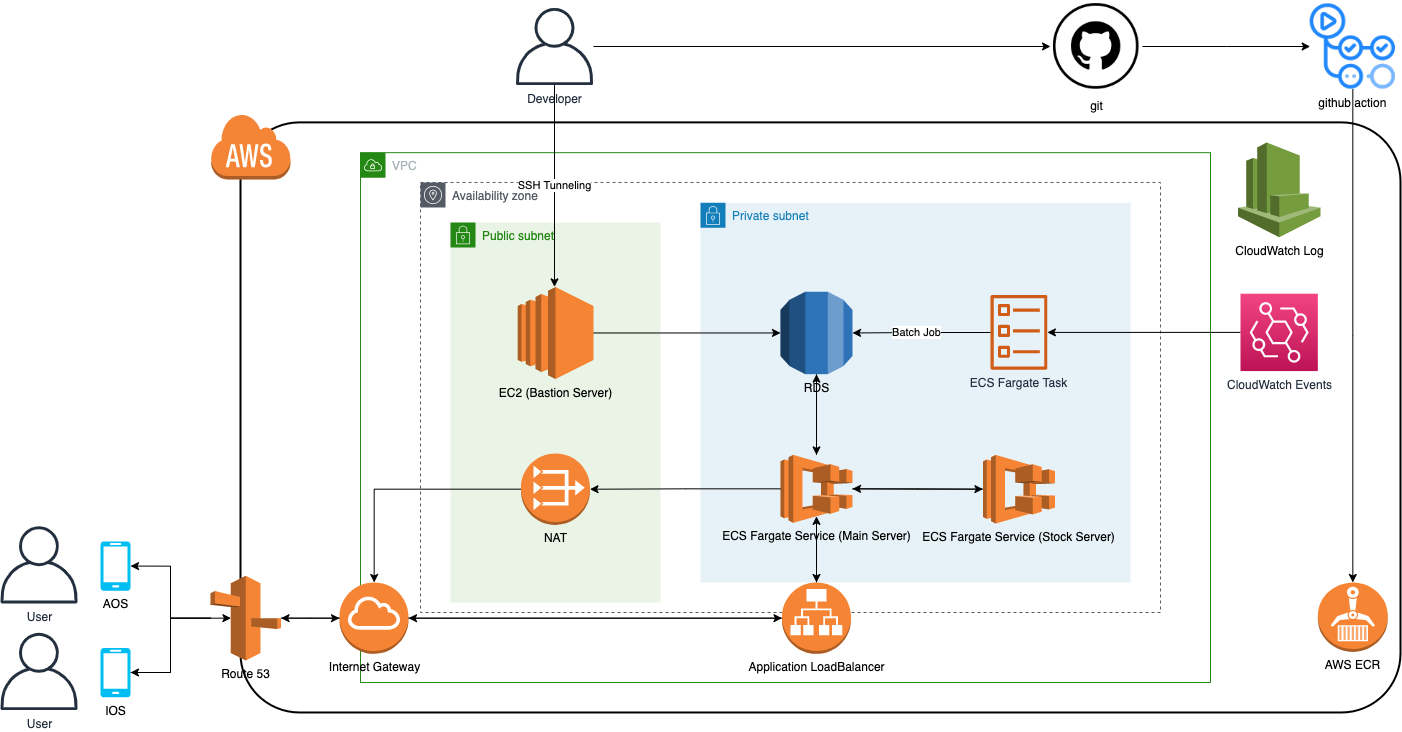 Developer
git
github action
AWS
VPC
SSH Tunneling
Availability zone
Private subnet
Public subnet
CloudWatch Log
Batch Job
RDS
ECS Fargate Task
CloudWatch Events
EC2 (Bastion Server)
NAT
ECS Fargate Service (Main Server)
ECS Fargate Service (Stock Server)
User
AOS
Route 53
Internet Gateway
Application LoadBalancer
AWS ECR
User
IOS